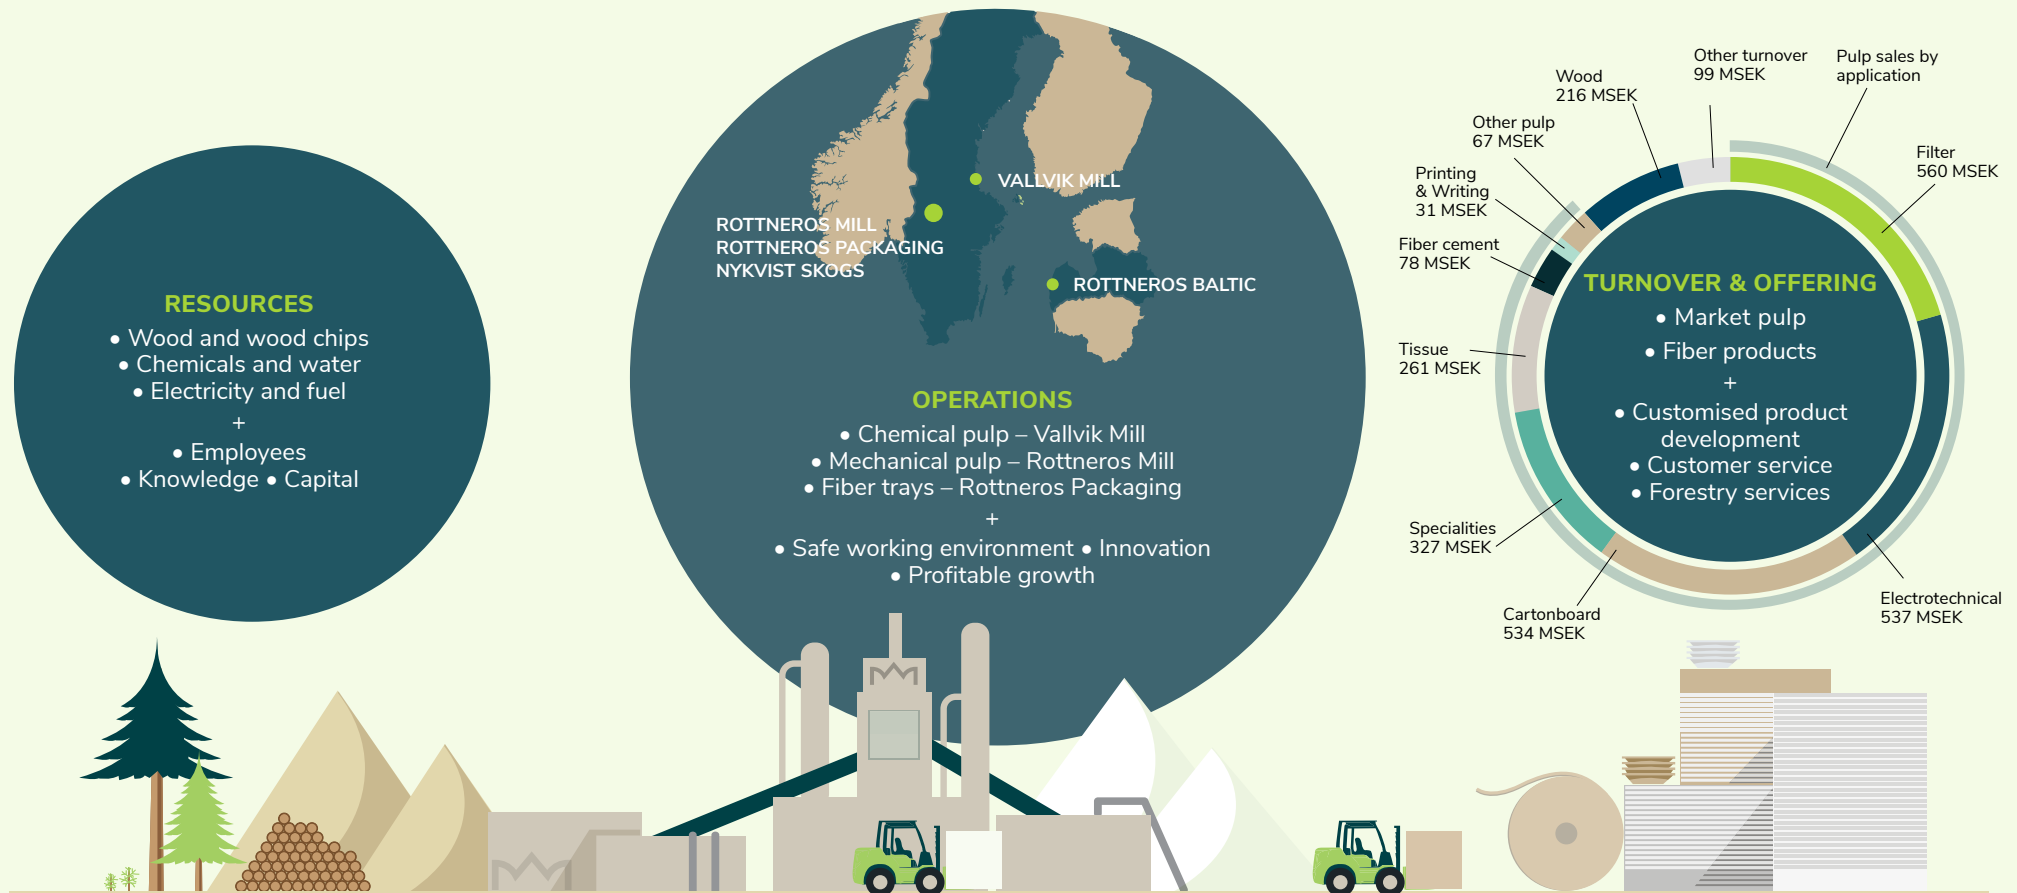 RESOURCES
• Wood and wood chips
• Chemicals and water
• Electricity and fuel
+
• Employees
• Knowledge • Capital
VALLVIK MILL
ROTTNEROS MILL
ROTTNEROS PACKAGING
NYKVIST SKOGS
ROTTNEROS BALTIC
OPERATIONS
• Chemical pulp – Vallvik Mill
• Mechanical pulp – Rottneros Mill
• Fiber trays – Rottneros Packaging
+
• Safe working environment • Innovation
• Profitable growth
Other turnover
99 MSEK
Pulp sales by
application
Wood
216 MSEK
Other pulp
67 MSEK
Filter
560 MSEK
Printing
& Writing
31 MSEK
Fiber cement
78 MSEK
Tissue
261 MSEK
Specialities
327 MSEK
Cartonboard
534 MSEK
Electrotechnical
537 MSEK
TURNOVER & OFFERING
• Market pulp
• Fiber products
+
• Customised product
development
• Customer service
• Forestry services